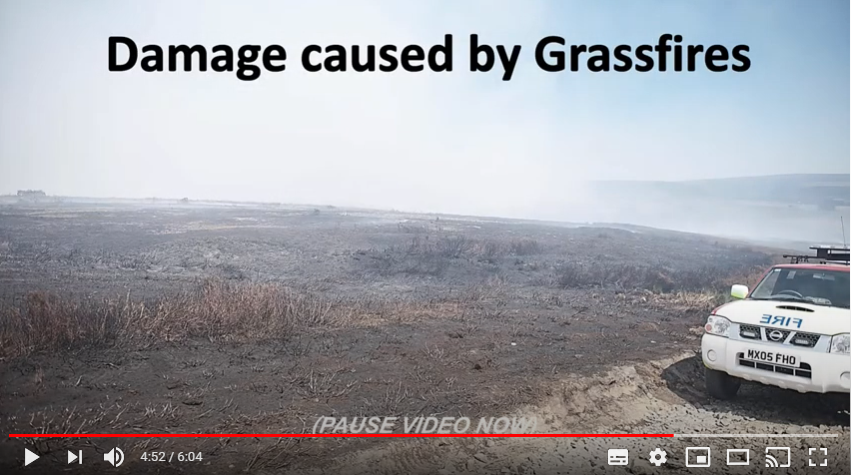 Damage caused by Grassfires
FIRE
MX05 FHO
(PAUSE VIDEO NOW)
4:52 / 6:04